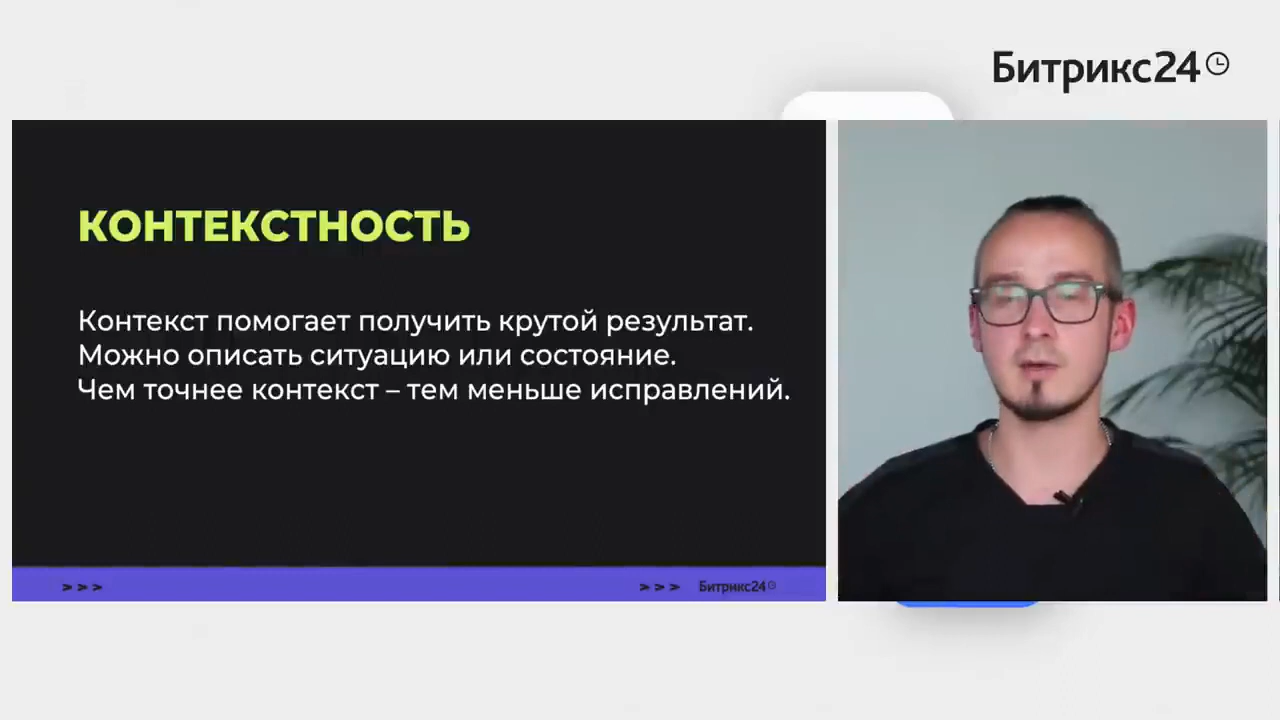 Битрикс24
КОНТЕКСТНОСТЬ
Контекст помогает получить крутой результат.
Можно описать ситуацию или состояние.
Чем точнее контекст – тем меньше исправлений.
> > >
> > > Битрикс24